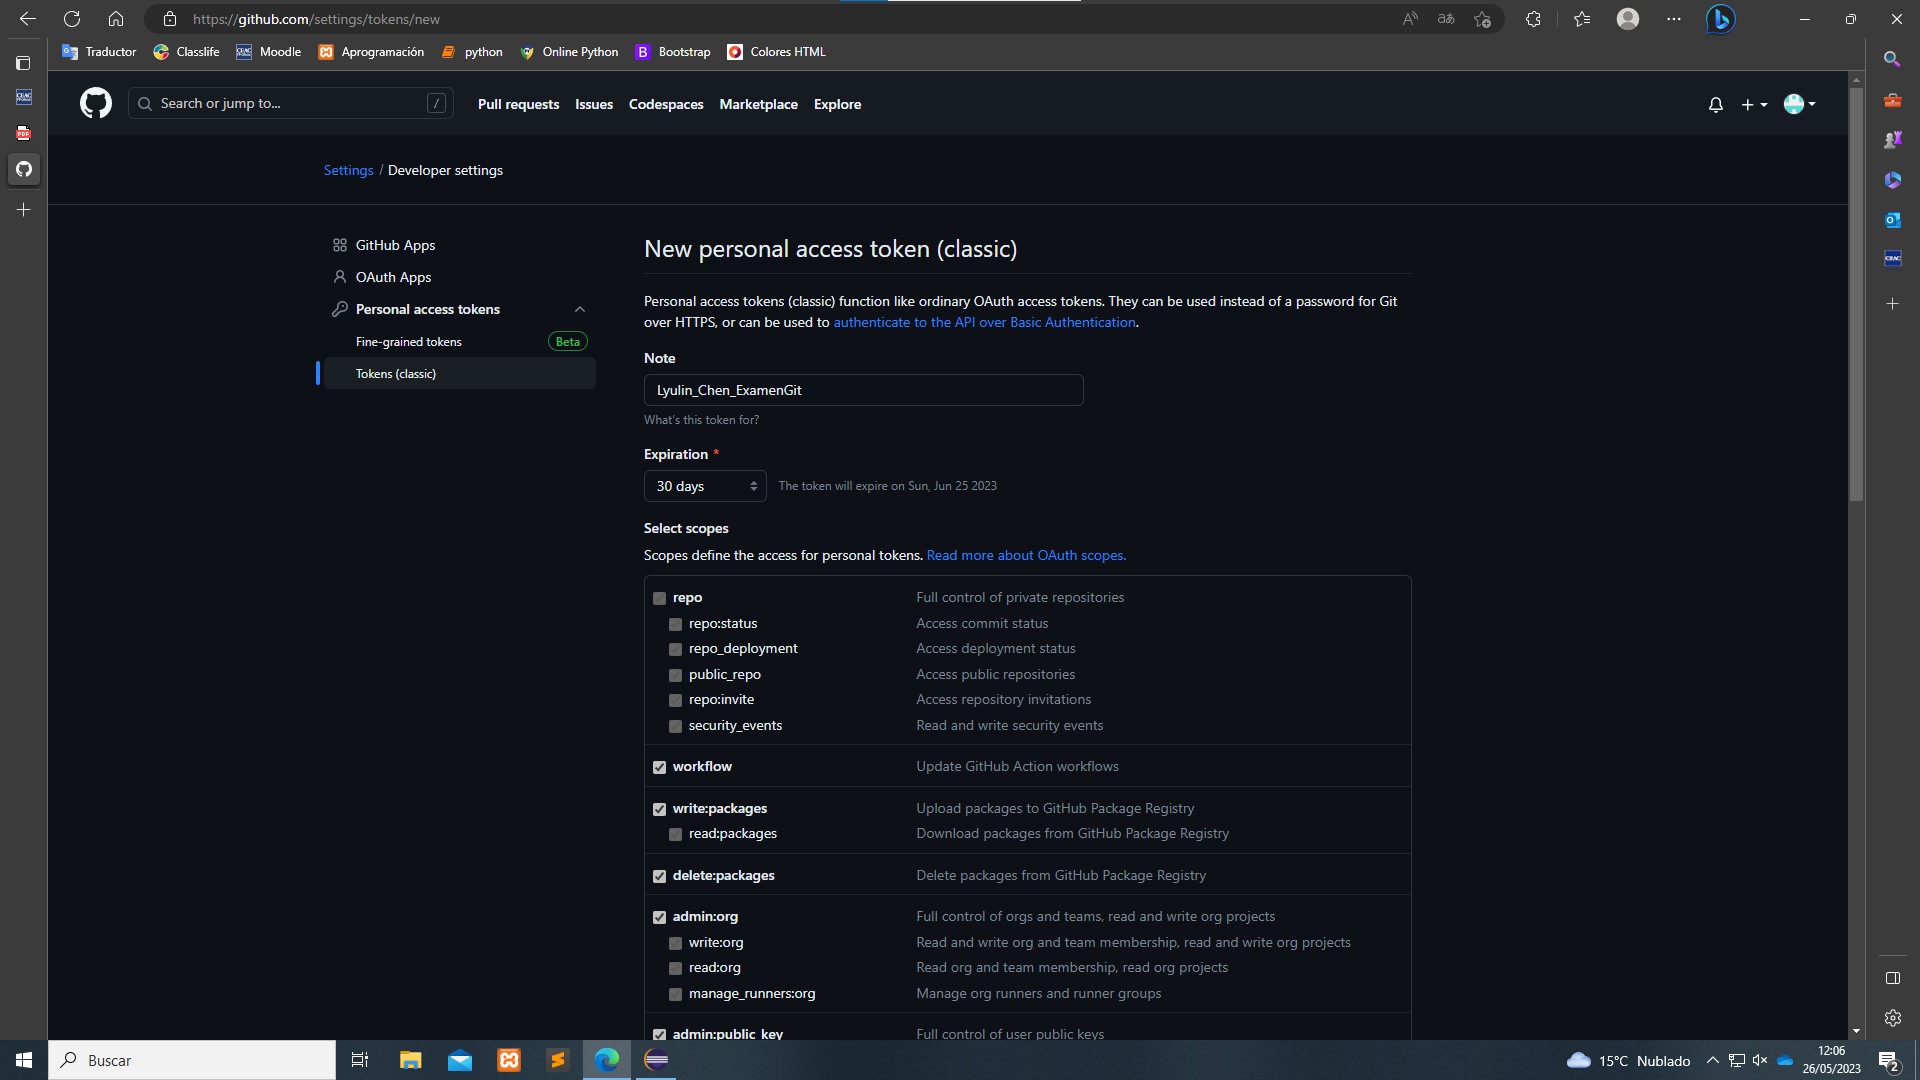 https://github.com/settings/tokens/new
Traductor
Classlife
Moodle
Aprogramación
python
Online Python
Bootstrap
Colores HTML
Search or jump to...
/
Pull requests
Issues
Codespaces
Marketplace
Explore
Settings / Developer settings
GitHub Apps
OAuth Apps
Personal access tokens
Fine-grained tokens
Beta
Tokens (classic)
New personal access token (classic)
Personal access tokens (classic) function like ordinary OAuth access tokens. They can be used instead of a password for Git
over HTTPS, or can be used to authenticate to the API over Basic Authentication.
Note
Lyulin_Chen_ExamenGit
What's this token for?
Expiration *
30 days
The token will expire on Sun, Jun 25 2023
Select scopes
Scopes define the access for personal tokens. Read more about OAuth scopes.
repo Full control of private repositories
repo:status Access commit status
repo_deployment Access deployment status
public_repo Access public repositories
repo:invite Access repository invitations
security_events Read and write security events
workflow Update GitHub Action workflows
write:packages Upload packages to GitHub Package Registry
read:packages Download packages from GitHub Package Registry
delete:packages Delete packages from GitHub Package Registry
admin:org Full control of orgs and teams, read and write org projects
write:org Read and write org and team membership, read and write org projects
read:org Read org and team membership, read org projects
manage_runners:org Manage org runners and runner groups
admin:public_key Full control of user public keys
Buscar
15°C Nublado
12:06
26/05/2023
2